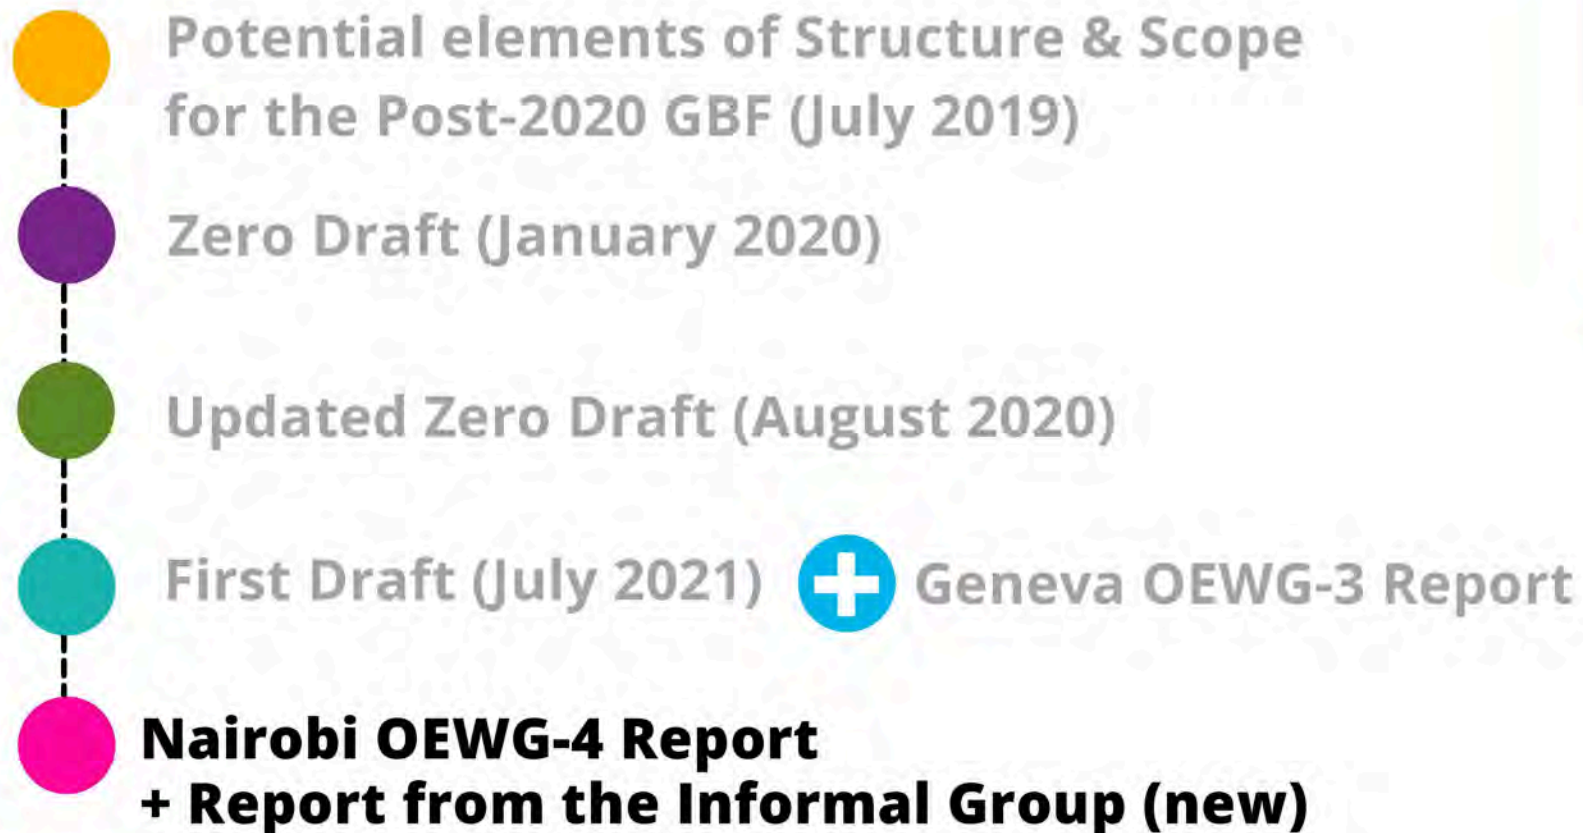 Potential elements of Structure & Scope
for the Post-2020 GBF (July 2019)
Zero Draft (January 2020)
Updated Zero Draft (August 2020)
First Draft (July 2021) + Geneva OEWG-3 Report
Nairobi OEWG-4 Report
+ Report from the Informal Group (new)